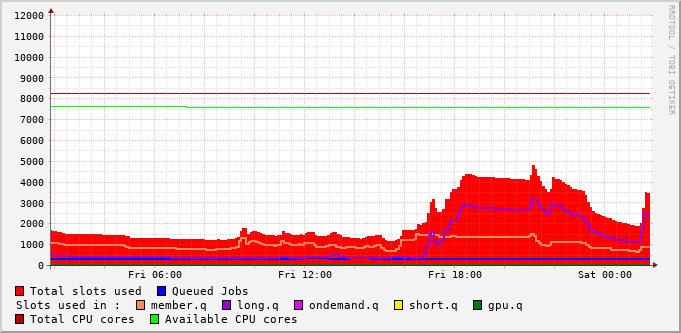 12000
11000
10000
9000
8000
7000
6000
5000
4000
3000
2000
1000
0
Fri 06:00 Fri 12:00 Fri 18:00 Sat 00:00
RRDTOOL / TOBI OETIKER
Total slots used Queued Jobs
Slots used in : member.q long.q ondemand.q short.q gpu.q
Total CPU cores Available CPU cores